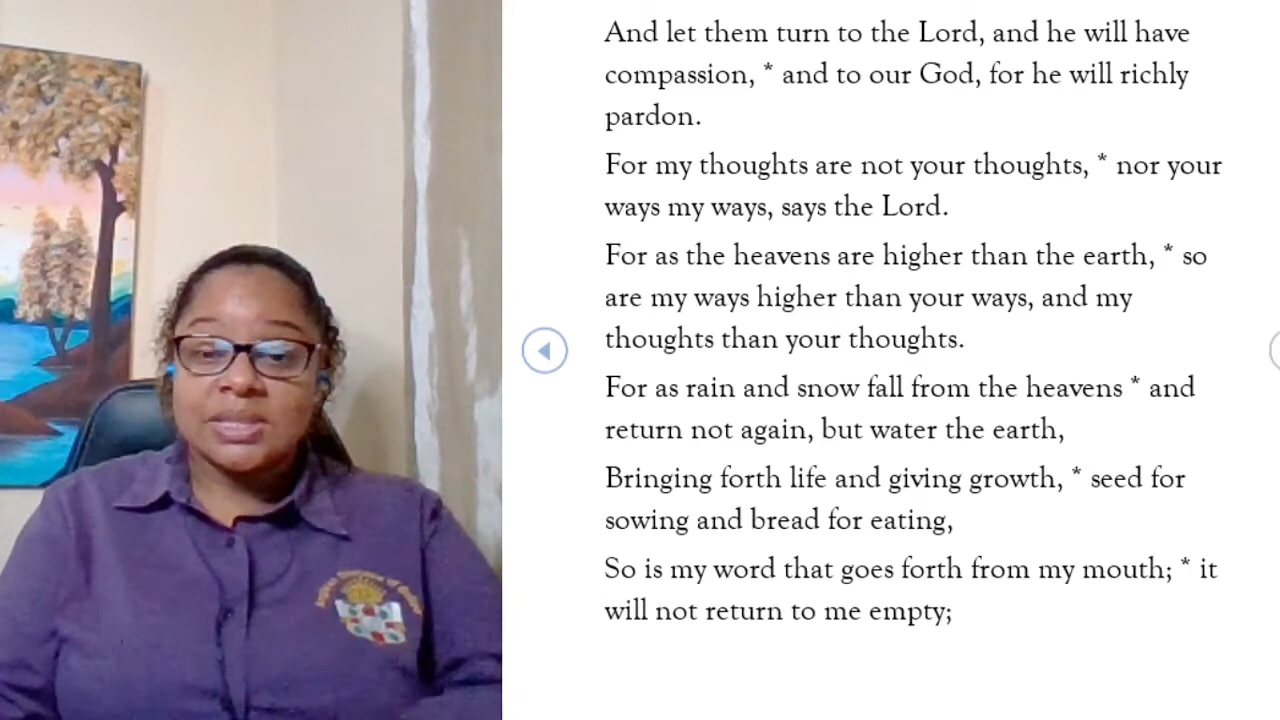 And let them turn to the Lord, and he will have
compassion, * and to our God, for he will richly
pardon.
For my thoughts are not your thoughts, * nor your
ways my ways, says the Lord.
For as the heavens are higher than the earth, * so
are my ways higher than your ways, and my
thoughts than your thoughts.
For as rain and snow fall from the heavens * and
return not again, but water the earth,
Bringing forth life and giving growth, * seed for
sowing and bread for eating,
So is my word that goes forth from my mouth; * it
will not return to me empty;